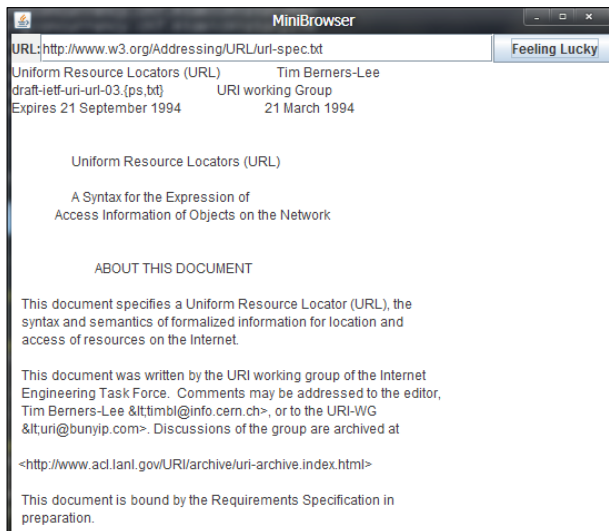 MiniBrowser
URL: http://www.w3.org/Addressing/URL/url-spec.txt Feeling Lucky
Uniform Resource Locators (URL) Tim Berners-Lee
draft-ietf-uri-url-03.{ps,txt} URI working Group
Expires 21 September 1994 21 March 1994
Uniform Resource Locators (URL)
A Syntax for the Expression of
Access Information of Objects on the Network
ABOUT THIS DOCUMENT
This document specifies a Uniform Resource Locator (URL), the
syntax and semantics of formalized information for location and
access of resources on the Internet.
This document was written by the URI working group of the Internet
Engineering Task Force. Comments may be addressed to the editor,
Tim Berners-Lee &lt;timbl@info.cern.ch>, or to the URI-WG
&lt;uri@bunyip.com>. Discussions of the group are archived at
<http://www.acl.lanl.gov/URI/archive/uri-archive.index.html>
This document is bound by the Requirements Specification in
preparation.